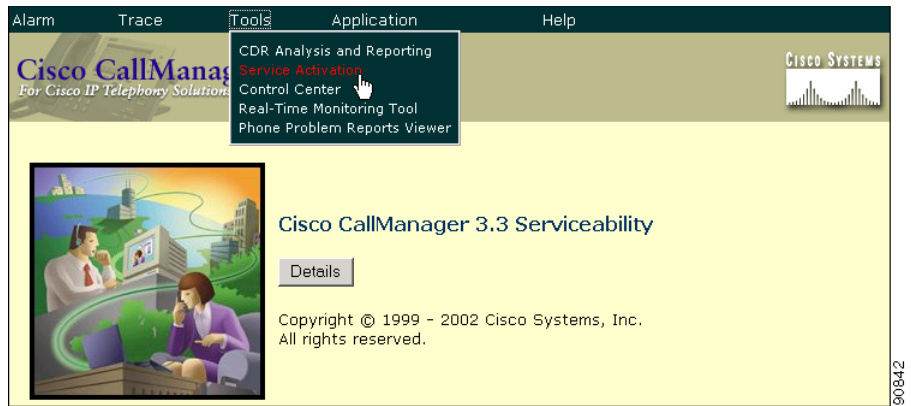 Alarm Trace Tools Application Help
Cisco CallManag
For Cisco IP Telephony Solution
CDR Analysis and Reporting
Service Activation
Control Center
Real-Time Monitoring Tool
Phone Problem Reports Viewer
CISCO SYSTEMS
Cisco CallManager 3.3 Serviceability
Details
Copyright © 1999 - 2002 Cisco Systems, Inc.
All rights reserved.
90842